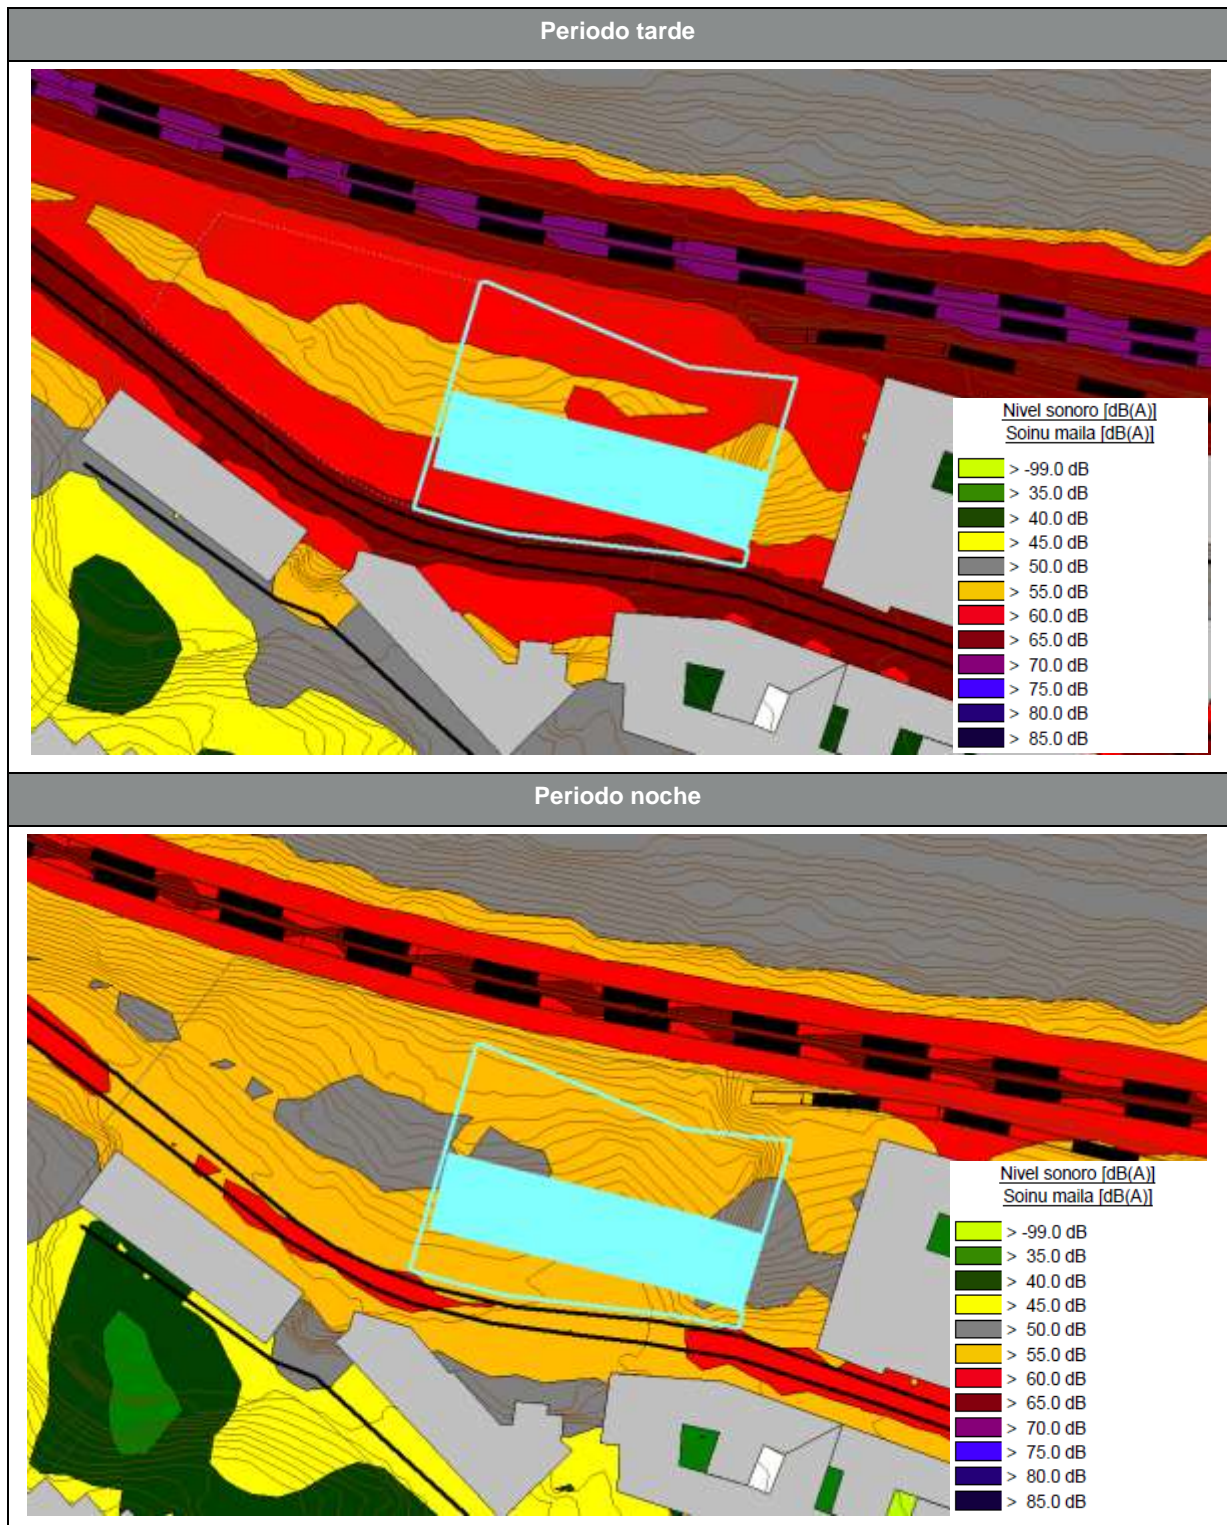 Periodo tarde
Nivel sonoro [dB(A)]
Soinu maila [dB(A)]
> -99.0 dB
> 35.0 dB
> 40.0 dB
> 45.0 dB
> 50.0 dB
> 55.0 dB
> 60.0 dB
> 65.0 dB
> 70.0 dB
> 75.0 dB
> 80.0 dB
> 85.0 dB
Periodo noche
Nivel sonoro [dB(A)]
Soinu maila [dB(A)]
> -99.0 dB
> 35.0 dB
> 40.0 dB
> 45.0 dB
> 50.0 dB
> 55.0 dB
> 60.0 dB
> 65.0 dB
> 70.0 dB
> 75.0 dB
> 80.0 dB
> 85.0 dB